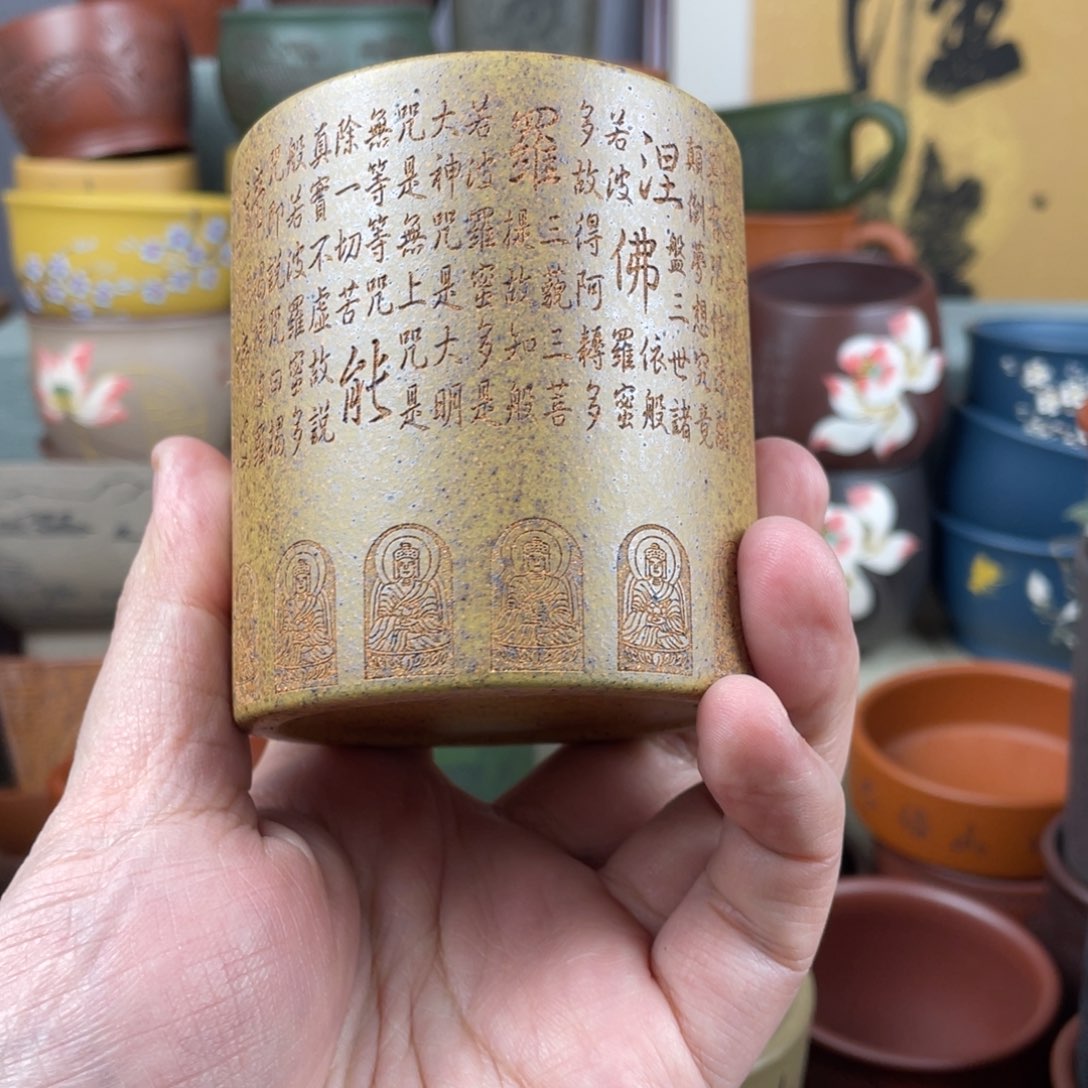 顛倒夢想究竟
涅盤三世諸
佛依般
若波羅蜜
多故得阿耨多
羅三藐三菩
提故知般
若波羅蜜多是
大神咒是大明
咒是無上咒是
無等等咒能
除一切苦
真實不虛故說
般若波羅蜜多
咒即說咒曰揭